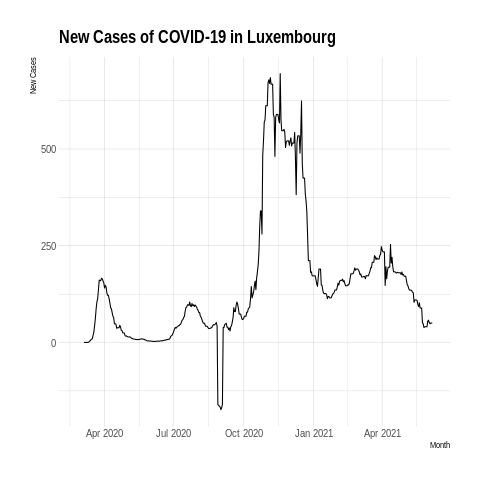 New Cases of COVID-19 in Luxembourg
New Cases
500
250
0
Apr 2020 Jul 2020 Oct 2020 Jan 2021 Apr 2021
Month